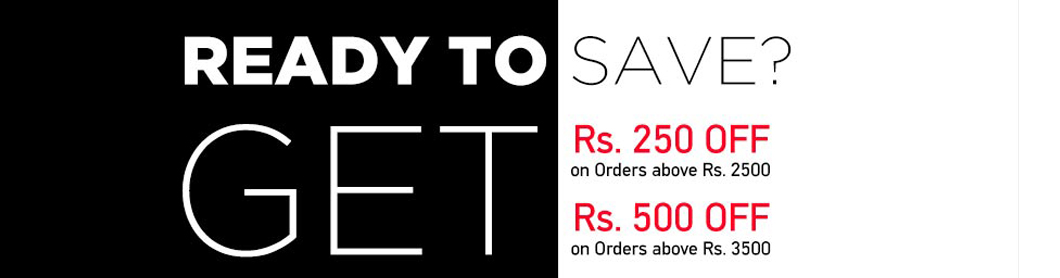 READY TO SAVE?
GET
Rs. 250 OFF
on Orders above Rs. 2500
Rs. 500 OFF
on Orders above Rs. 3500